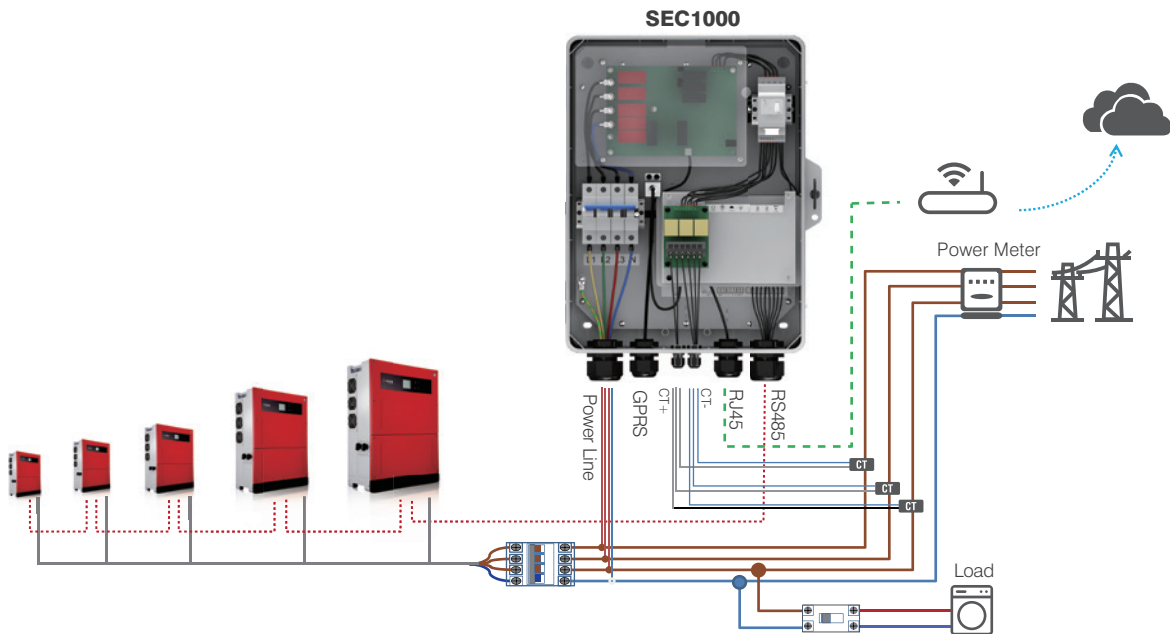 SEC1000
L1 L2 L3 N
Power Meter
Power Line
GPRS
CT+
CT-
RJ45
RS485
CT
CT
CT
Load